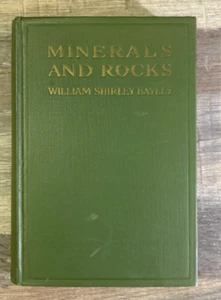 MINERALS
AND ROCKS
WILLIAM SHIRLEY BAYLEY